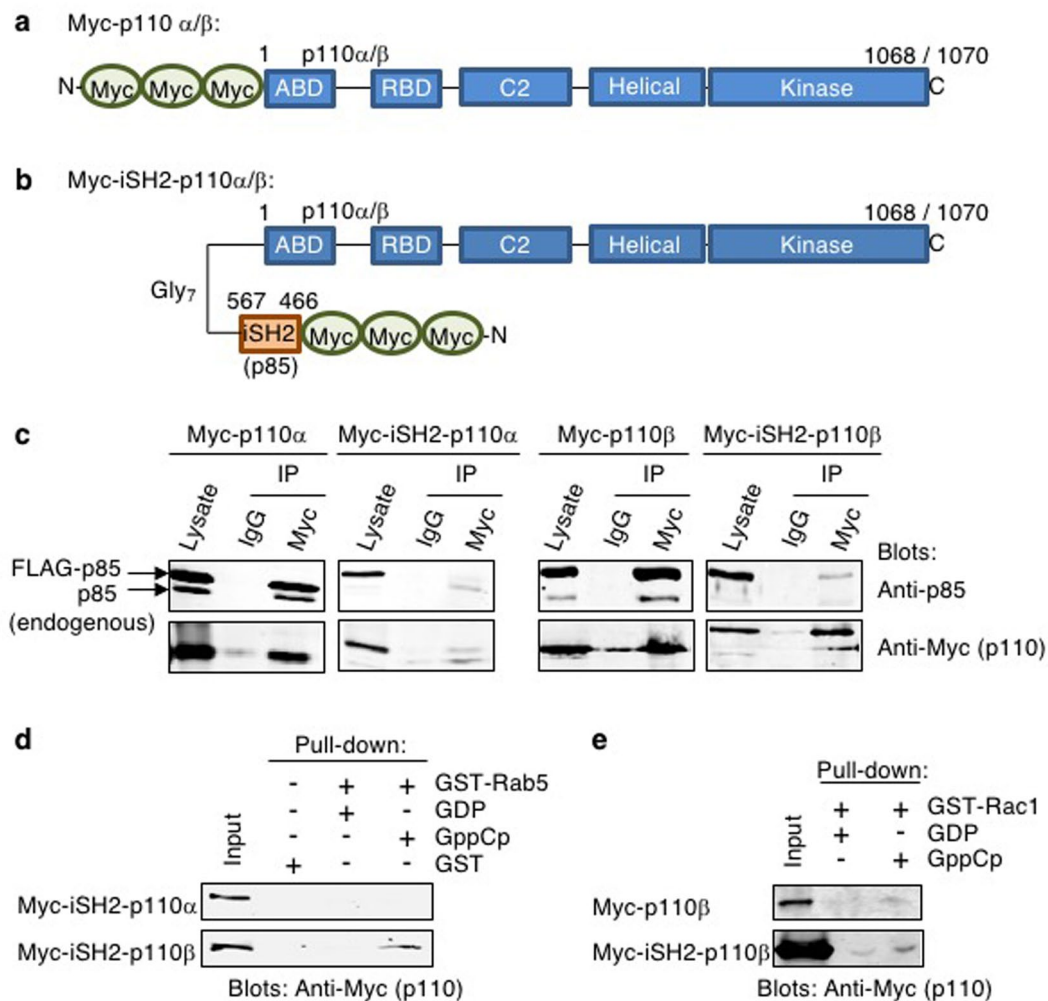 a Myc-p110 α/β:
1 p110α/β 1068 / 1070
N- Myc Myc Myc ABD RBD C2 Helical Kinase C
b Myc-iSH2-p110α/β:
1 p110α/β 1068 / 1070
ABD RBD C2 Helical Kinase C
Gly₇
567 466
iSH2 Myc Myc Myc -N
(p85)
c Myc-p110α Myc-iSH2-p110α Myc-p110β Myc-iSH2-p110β
IP IP IP IP
Lysate IgG Myc Lysate IgG Myc Lysate IgG Myc Lysate IgG Myc
Blots:
FLAG-p85
Anti-p85
p85
(endogenous)
Anti-Myc (p110)
d Pull-down:
- + + GST-Rab5
- + - GDP
- - + GppCp
+ - - GST
Input
Myc-iSH2-p110α
Myc-iSH2-p110β
Blots: Anti-Myc (p110)
e Pull-down:
+ + GST-Rac1
+ - GDP
- + GppCp
Input
Myc-p110β
Myc-iSH2-p110β
Blots: Anti-Myc (p110)